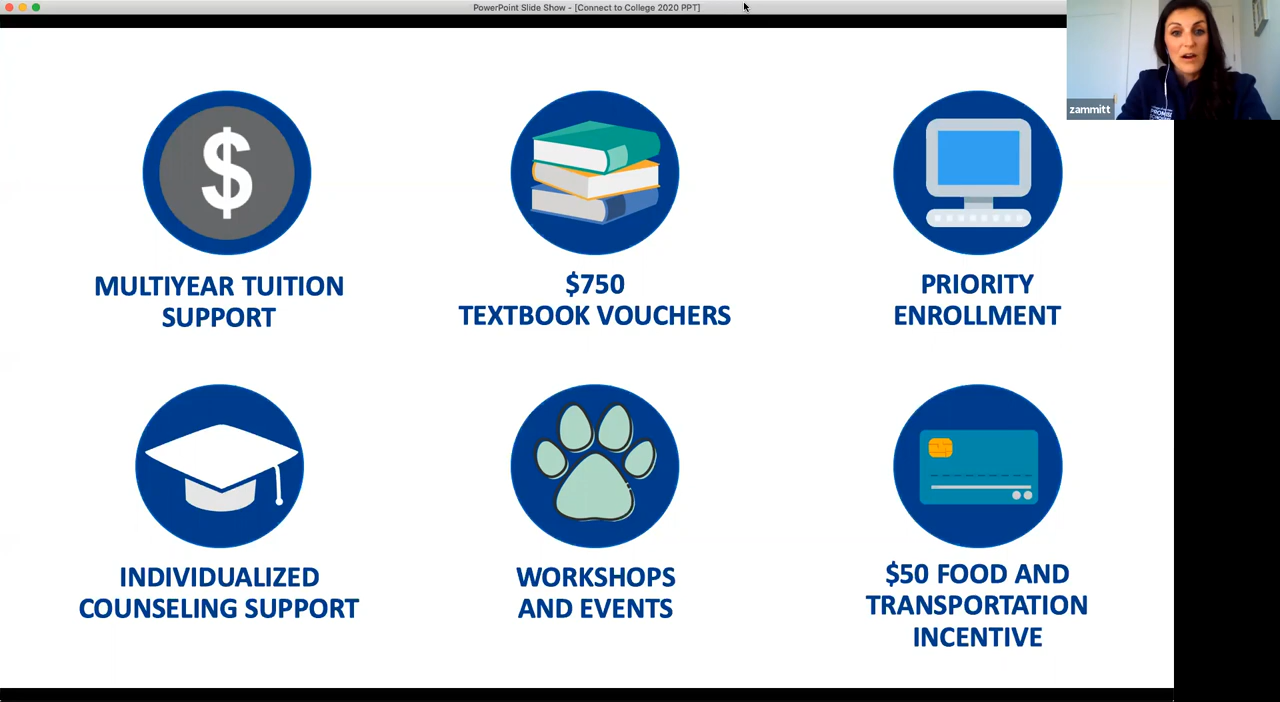 PowerPoint Slide Show - [Connect to College 2020 PPT]
zammitt
$
MULTIYEAR TUITION
SUPPORT
$750
TEXTBOOK VOUCHERS
PRIORITY
ENROLLMENT
INDIVIDUALIZED
COUNSELING SUPPORT
WORKSHOPS
AND EVENTS
$50 FOOD AND
TRANSPORTATION
INCENTIVE